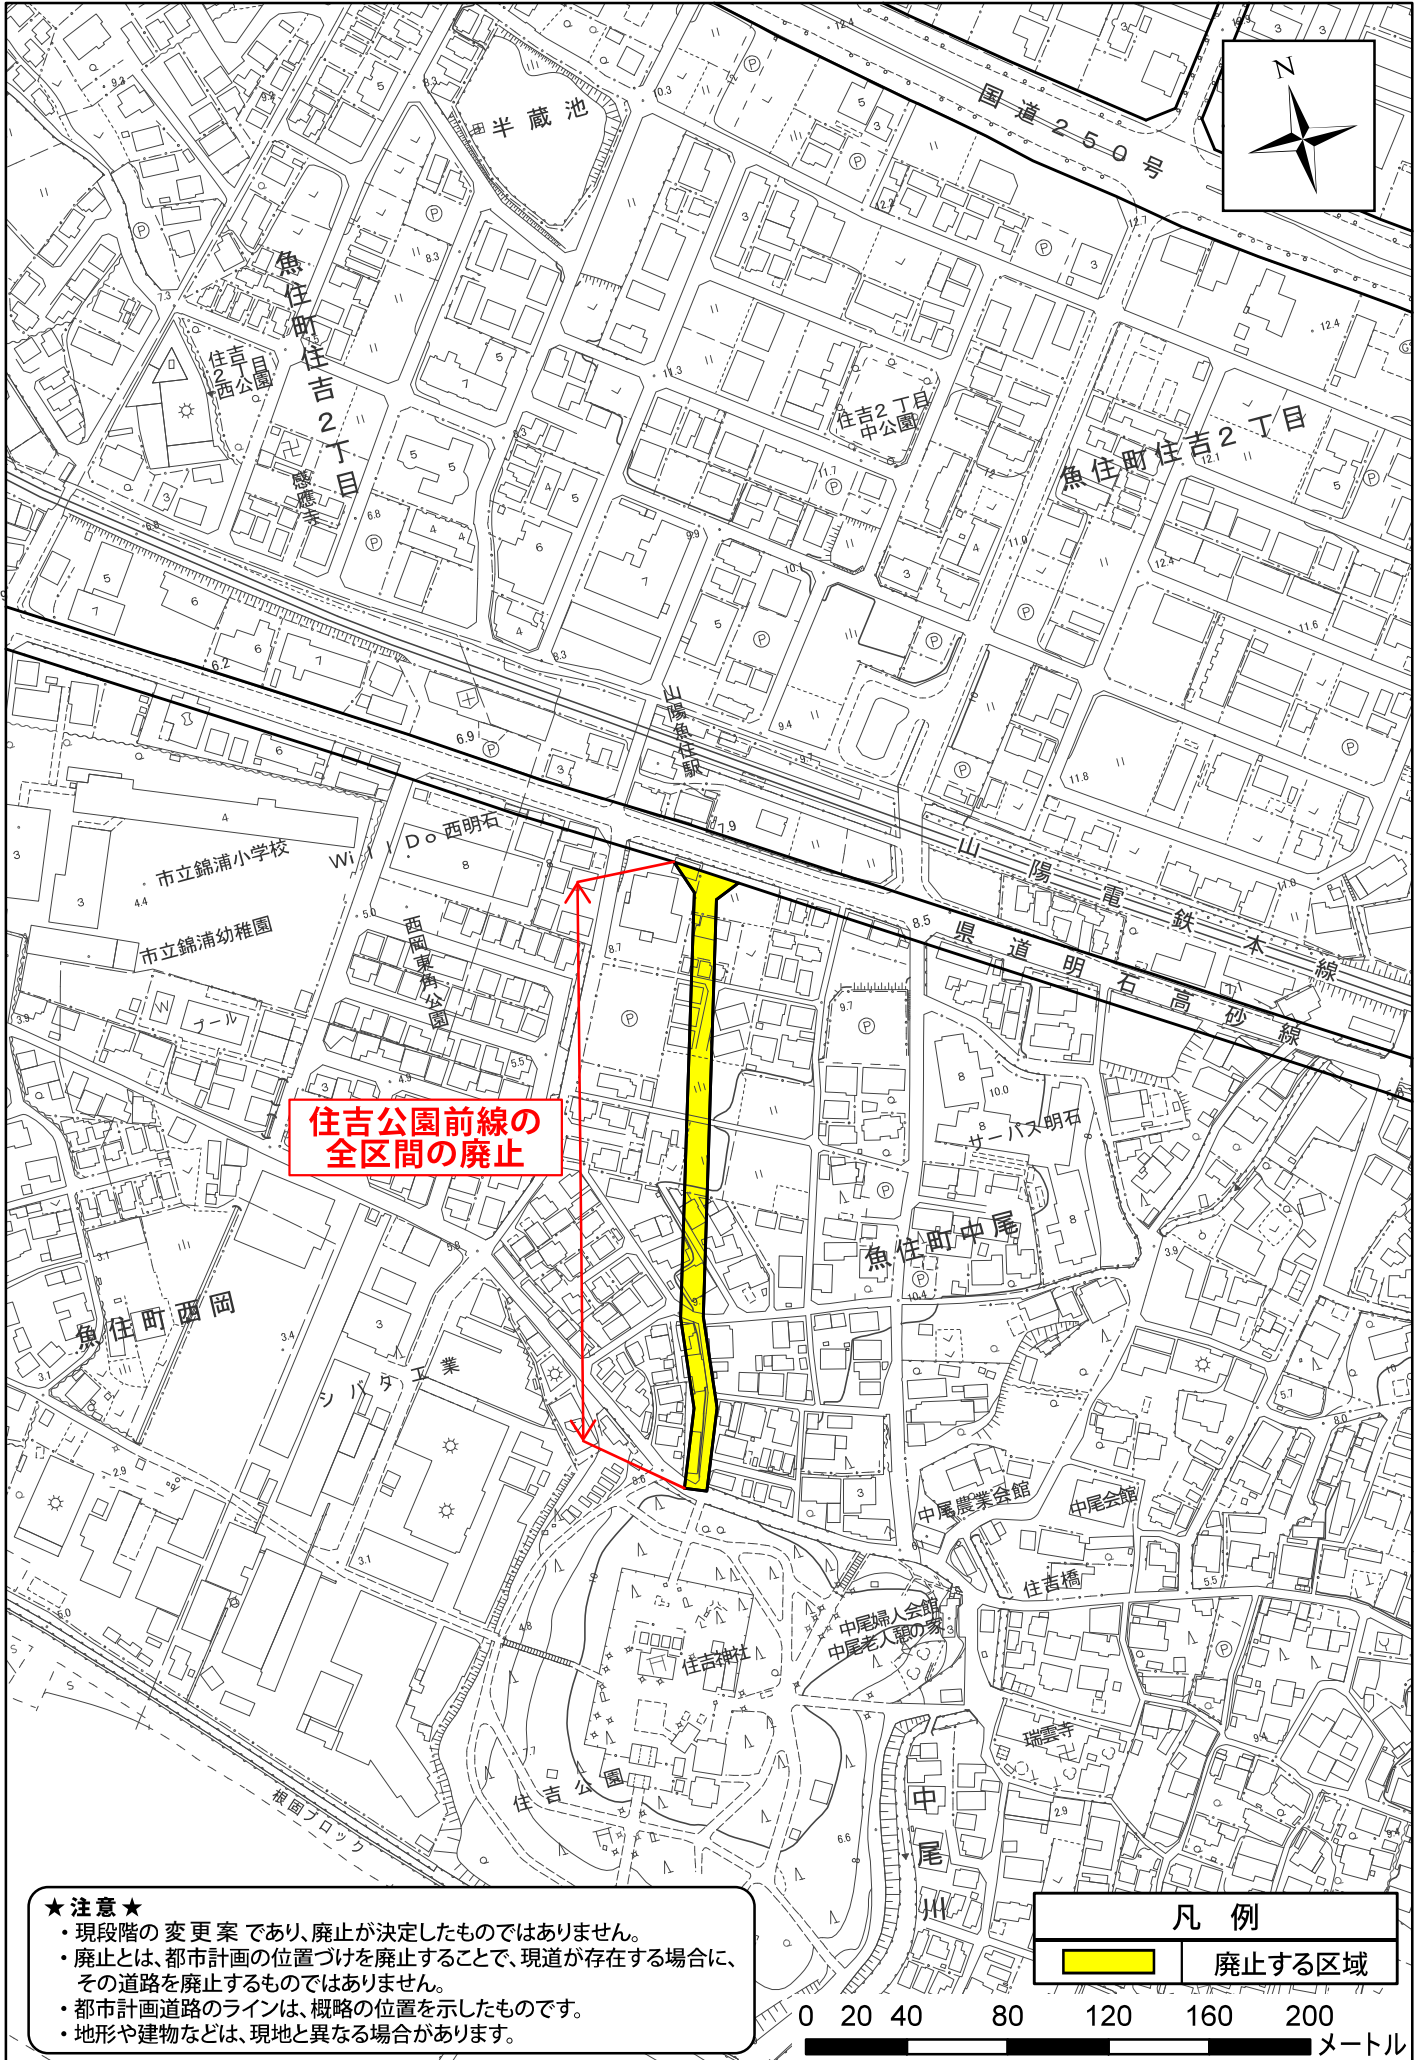 N
国道250号
半蔵池
魚住町住吉2丁目
住吉
2丁目
西公園
感應寺
住吉2丁目
中公園
魚住町住吉2丁目
山陽魚住駅
山陽電鉄本線
県道明石高砂線
市立錦浦小学校
Will Do 西明石
市立錦浦幼稚園
プール
西岡東角公園
住吉公園前線の
全区間の廃止
サーパス明石
魚住町中尾
魚住町西岡
シバタ工業
中尾農業会館
中尾会館
住吉橋
中尾婦人会館
中尾老人憩の家
住吉神社
瑞雲寺
住吉公園
中尾川
根固ブロック
★注意★
・現段階の変更案であり、廃止が決定したものではありません。
・廃止とは、都市計画の位置づけを廃止することで、現道が存在する場合に、
その道路を廃止するものではありません。
・都市計画道路のラインは、概略の位置を示したものです。
・地形や建物などは、現地と異なる場合があります。
凡例
廃止する区域
0 20 40 80 120 160 200
メートル